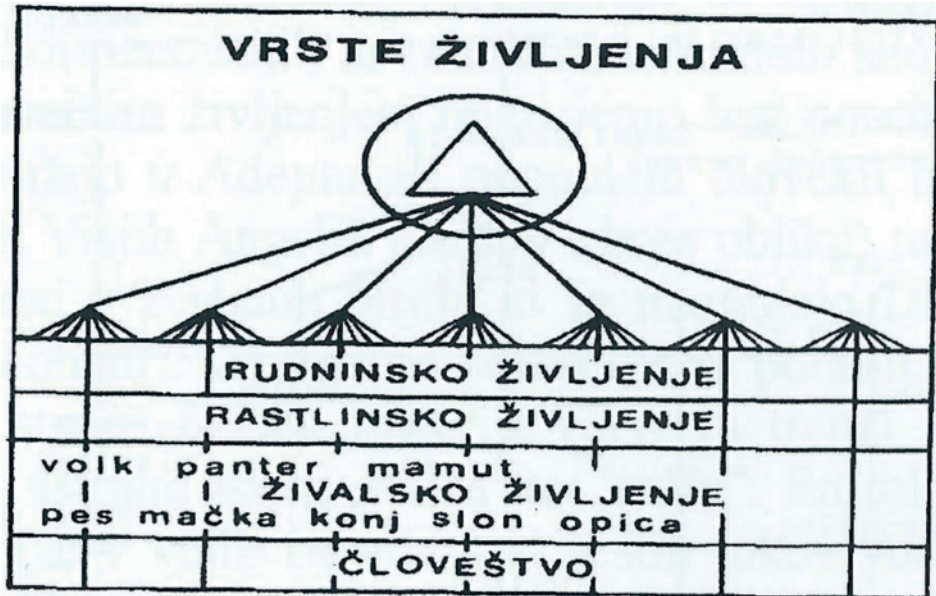 VRSTE ŽIVLJENJA
RUDNINSKO ŽIVLJENJE
RASTLINSKO ŽIVLJENJE
volk panter mamut
ŽIVALSKO ŽIVLJENJE
pes mačka konj slon opica
ČLOVEŠTVO